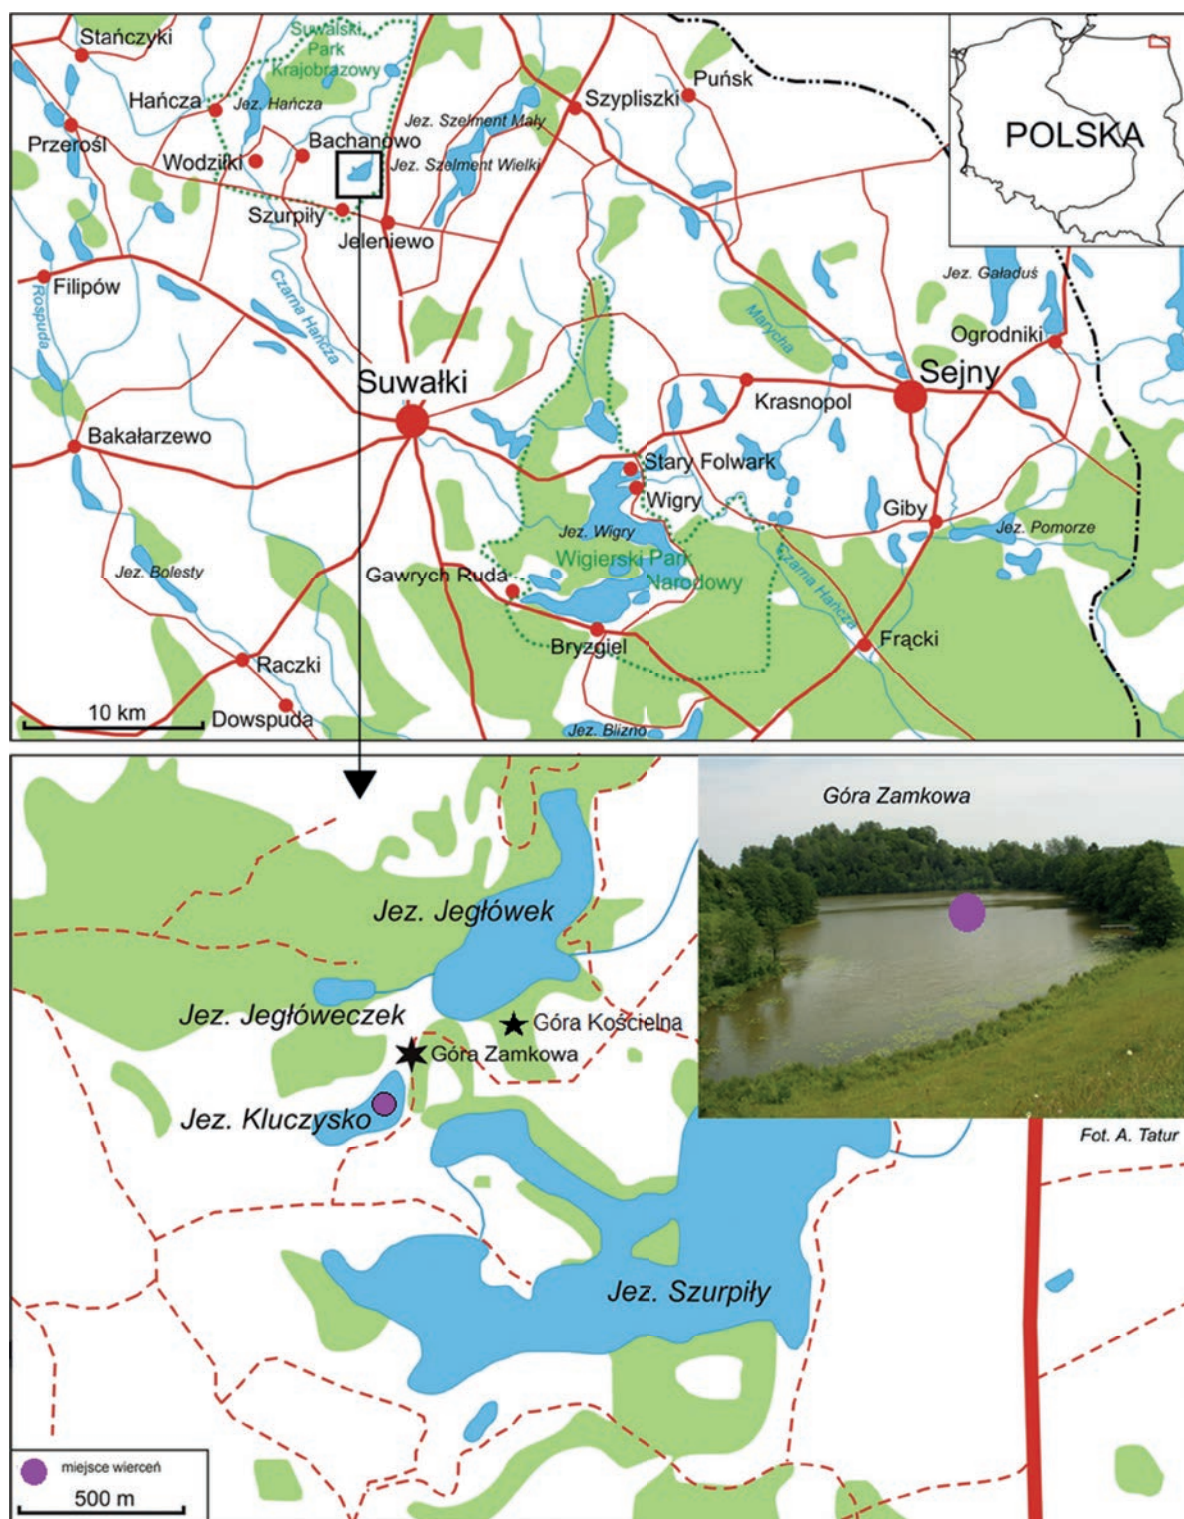 Stańczyki
Suwalski
Park
Krajobrazowy
Hańcza
Jez. Hańcza
Puńsk
Szypliszki
POLSKA
Jez. Szelment Mały
Przerośl
Bachanowo
Wodziłki
Jez. Szelment Wielki
Szurpiły
Jeleniewo
Jez. Gaładuś
Filipów
Rospuda
Czarna Hańcza
Marycha
Ogrodniki
Suwałki
Sejny
Krasnopol
Bakałarzewo
Stary Folwark
Wigry
Giby
Jez. Pomorze
Jez. Wigry
Wigierski Park
Narodowy
Jez. Bolesty
Gawrych Ruda
Czarna Hańcza
Bryzgiel
Frącki
Raczki
10 km
Dowspuda
Jez. Blizno
Góra Zamkowa
Jez. Jegłówek
Jez. Jegłóweczek
Góra Kościelna
Góra Zamkowa
Jez. Kluczysko
Fot. A. Tatur
Jez. Szurpiły
miejsce wierceń
500 m